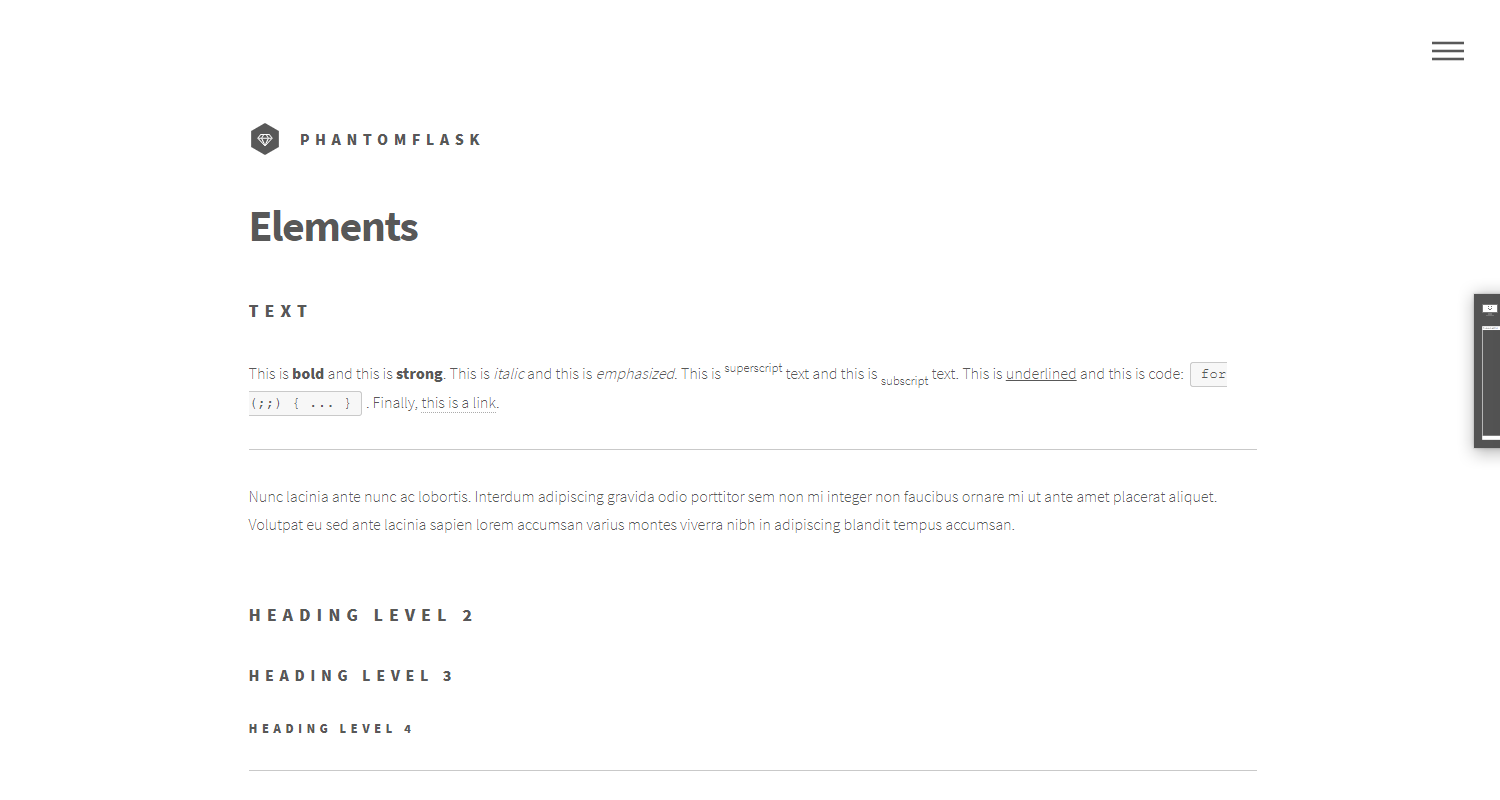 PHANTOMFLASK
Elements
TEXT
This is bold and this is strong. This is italic and this is emphasized. This is superscript text and this is subscript text. This is underlined and this is code: for
(;;) { ... } . Finally, this is a link.
Nunc lacinia ante nunc ac lobortis. Interdum adipiscing gravida odio porttitor sem non mi integer non faucibus ornare mi ut ante amet placerat aliquet.
Volutpat eu sed ante lacinia sapien lorem accumsan varius montes viverra nibh in adipiscing blandit tempus accumsan.
HEADING LEVEL 2
HEADING LEVEL 3
HEADING LEVEL 4